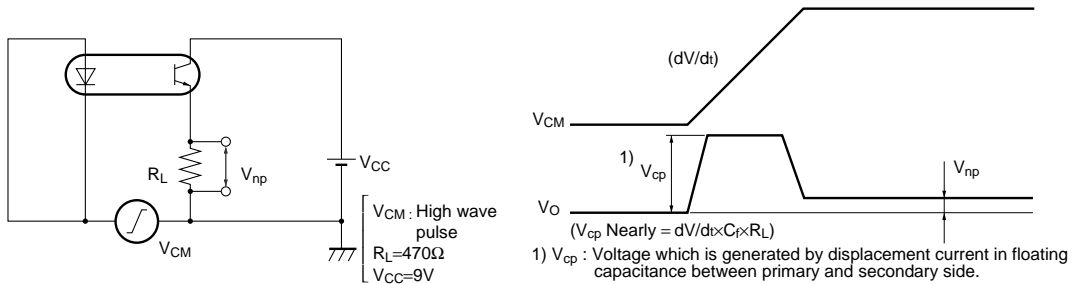 R_L
V_np
V_CC
V_CM
V_CM : High wave
pulse
R_L=470Ω
V_CC=9V
(dV/dt)
V_CM
1)
V_cp
V_np
V_O
(V_cp Nearly = dV/dt×C_f×R_L)
1) V_cp : Voltage which is generated by displacement current in floating
capacitance between primary and secondary side.